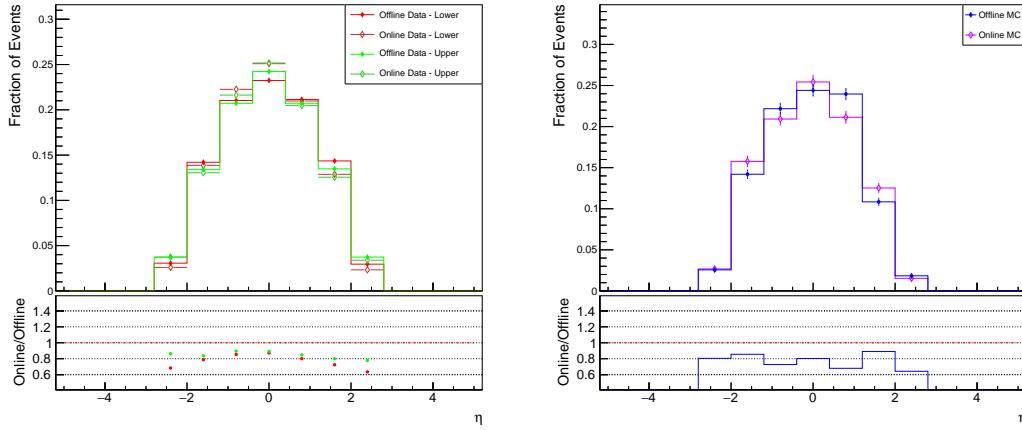 Fraction of Events
0.3
0.25
0.2
0.15
0.1
0.05
0
Offline Data - Lower
Online Data - Lower
Offline Data - Upper
Online Data - Upper
Online/Offline
1.4
1.2
1
0.8
0.6
−4 −2 0 2 4
η
Fraction of Events
0.3
0.25
0.2
0.15
0.1
0.05
0
Offline MC
Online MC
Online/Offline
1.4
1.2
1
0.8
0.6
−4 −2 0 2 4
η